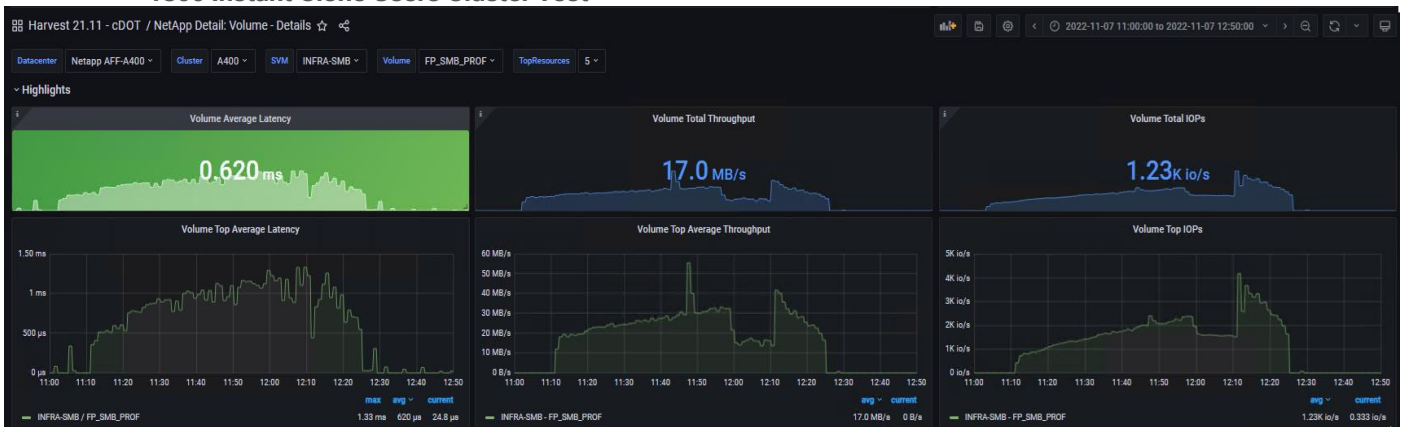 Harvest 21.11 - cDOT / NetApp Detail: Volume - Details
2022-11-07 11:00:00 to 2022-11-07 12:50:00
Datacenter Netapp AFF-A400 Cluster A400 SVM INFRA-SMB Volume FP_SMB_PROF TopResources 5
Highlights
Volume Average Latency
0.620 ms
Volume Total Throughput
17.0 MB/s
Volume Total IOPs
1.23K io/s
Volume Top Average Latency
1.50 ms
1 ms
500 µs
0 µs
11:00 11:10 11:20 11:30 11:40 11:50 12:00 12:10 12:20 12:30 12:40 12:50
max avg current
INFRA-SMB / FP_SMB_PROF 1.33 ms 620 µs 24.8 µs
Volume Top Average Throughput
60 MB/s
50 MB/s
40 MB/s
30 MB/s
20 MB/s
10 MB/s
0 B/s
11:00 11:10 11:20 11:30 11:40 11:50 12:00 12:10 12:20 12:30 12:40 12:50
avg current
INFRA-SMB - FP_SMB_PROF 17.0 MB/s 0 B/s
Volume Top IOPs
5K io/s
4K io/s
3K io/s
2K io/s
1K io/s
0 io/s
11:00 11:10 11:20 11:30 11:40 11:50 12:00 12:10 12:20 12:30 12:40 12:50
avg current
INFRA-SMB - FP_SMB_PROF 1.23K io/s 0.333 io/s